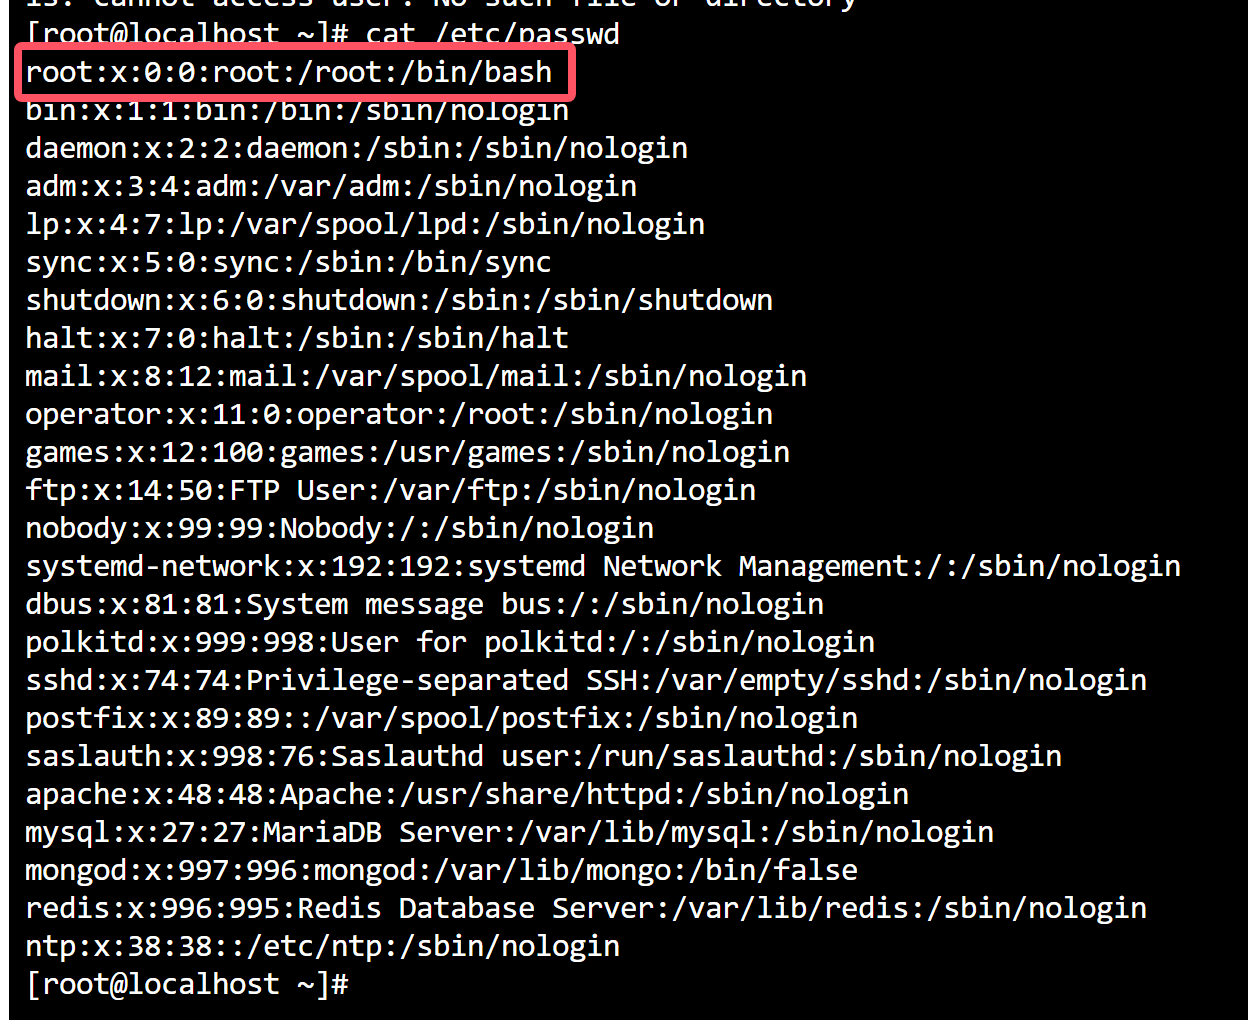 ls: cannot access user: No such file or directory
[root@localhost ~]# cat /etc/passwd
root:x:0:0:root:/root:/bin/bash
bin:x:1:1:bin:/bin:/sbin/nologin
daemon:x:2:2:daemon:/sbin:/sbin/nologin
adm:x:3:4:adm:/var/adm:/sbin/nologin
lp:x:4:7:lp:/var/spool/lpd:/sbin/nologin
sync:x:5:0:sync:/sbin:/bin/sync
shutdown:x:6:0:shutdown:/sbin:/sbin/shutdown
halt:x:7:0:halt:/sbin:/sbin/halt
mail:x:8:12:mail:/var/spool/mail:/sbin/nologin
operator:x:11:0:operator:/root:/sbin/nologin
games:x:12:100:games:/usr/games:/sbin/nologin
ftp:x:14:50:FTP User:/var/ftp:/sbin/nologin
nobody:x:99:99:Nobody:/:/sbin/nologin
systemd-network:x:192:192:systemd Network Management:/:/sbin/nologin
dbus:x:81:81:System message bus:/:/sbin/nologin
polkitd:x:999:998:User for polkitd:/:/sbin/nologin
sshd:x:74:74:Privilege-separated SSH:/var/empty/sshd:/sbin/nologin
postfix:x:89:89::/var/spool/postfix:/sbin/nologin
saslauth:x:998:76:Saslauthd user:/run/saslauthd:/sbin/nologin
apache:x:48:48:Apache:/usr/share/httpd:/sbin/nologin
mysql:x:27:27:MariaDB Server:/var/lib/mysql:/sbin/nologin
mongod:x:997:996:mongod:/var/lib/mongo:/bin/false
redis:x:996:995:Redis Database Server:/var/lib/redis:/sbin/nologin
ntp:x:38:38::/etc/ntp:/sbin/nologin
[root@localhost ~]#